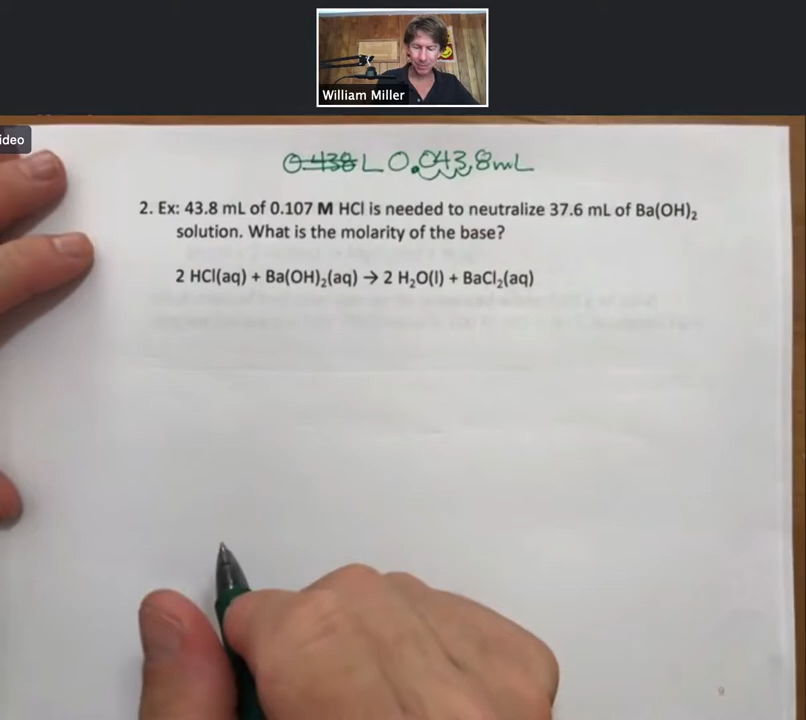 William Miller
ideo
0.438 L 0.043.8mL
2. Ex: 43.8 mL of 0.107 M HCl is needed to neutralize 37.6 mL of Ba(OH)₂
solution. What is the molarity of the base?
2 HCl(aq) + Ba(OH)₂(aq) → 2 H₂O(l) + BaCl₂(aq)
9